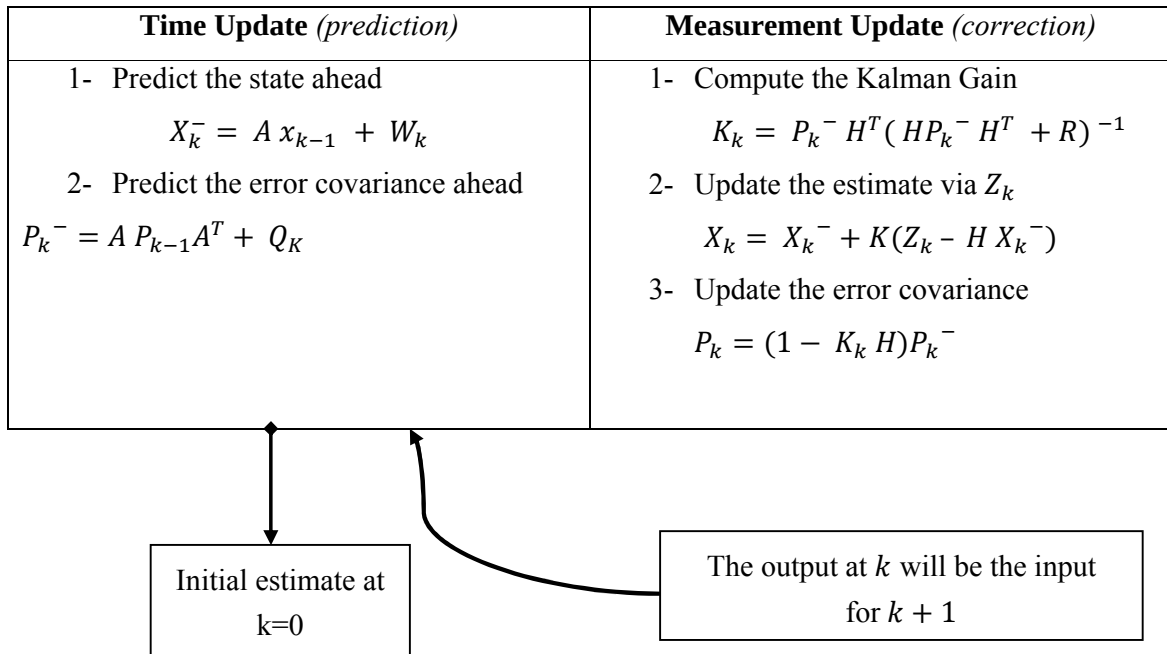 Time Update (prediction)
1- Predict the state ahead
X_k^- = A x_{k-1} + W_k
2- Predict the error covariance ahead
P_k^- = A P_{k-1}A^T + Q_K
Measurement Update (correction)
1- Compute the Kalman Gain
K_k = P_k^- H^T( HP_k^- H^T + R)^{-1}
2- Update the estimate via Z_k
X_k = X_k^- + K(Z_k – H X_k^-)
3- Update the error covariance
P_k = (1 − K_k H)P_k^-
Initial estimate at
k=0
The output at k will be the input
for k + 1